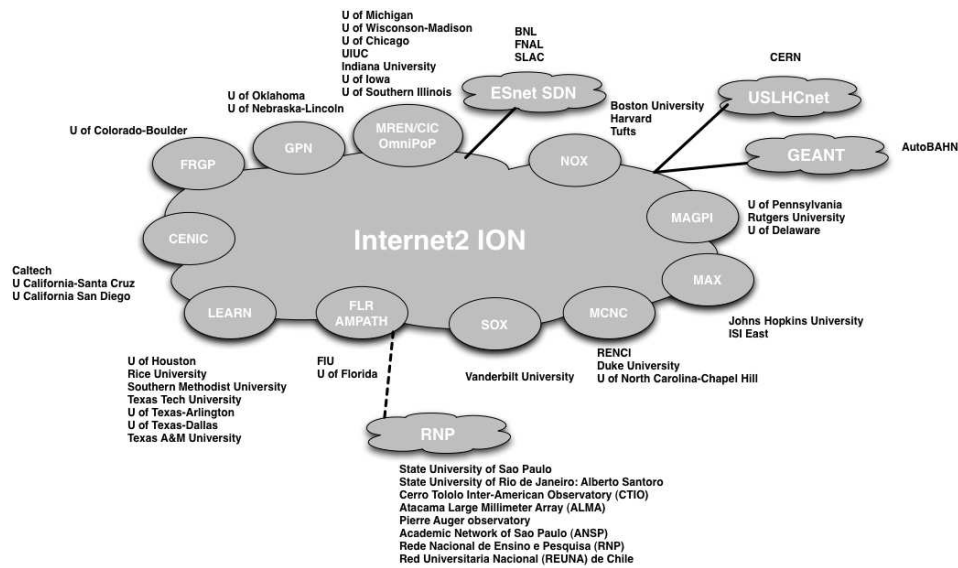 U of Michigan
U of Wisconson-Madison
U of Chicago
UIUC
Indiana University
U of Iowa
U of Southern Illinois
BNL
FNAL
SLAC
CERN
U of Oklahoma
U of Nebraska-Lincoln
ESnet SDN
USLHCnet
Boston University
Harvard
Tufts
U of Colorado-Boulder
MREN/CIC
OmniPoP
GPN
FRGP
NOX
GEANT
AutoBAHN
U of Pennsylvania
Rutgers University
U of Delaware
MAGPI
CENIC
Internet2 ION
Caltech
U California-Santa Cruz
U California San Diego
MAX
LEARN
FLR
AMPATH
SOX
MCNC
Johns Hopkins University
ISI East
U of Houston
Rice University
Southern Methodist University
Texas Tech University
U of Texas-Arlington
U of Texas-Dallas
Texas A&M University
FIU
U of Florida
Vanderbilt University
RENCI
Duke University
U of North Carolina-Chapel Hill
RNP
State University of Sao Paulo
State University of Rio de Janeiro: Alberto Santoro
Cerro Tololo Inter-American Observatory (CTIO)
Atacama Large Millimeter Array (ALMA)
Pierre Auger observatory
Academic Network of Sao Paulo (ANSP)
Rede Nacional de Ensino e Pesquisa (RNP)
Red Universitaria Nacional (REUNA) de Chile